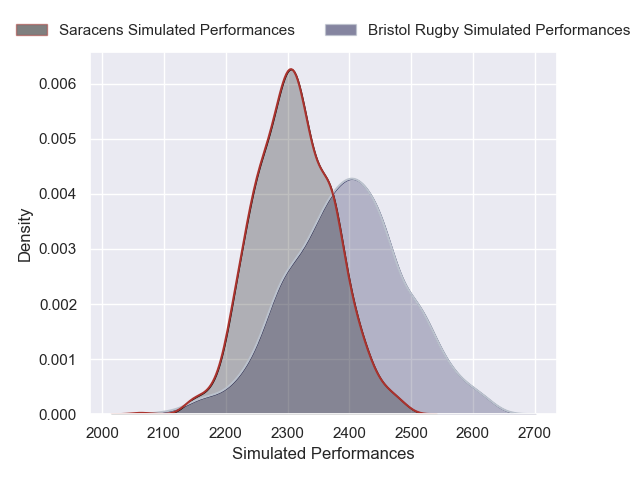 Saracens Simulated Performances
Bristol Rugby Simulated Performances
0.006
0.005
0.004
0.003
0.002
0.001
0.000
Density
2000 2100 2200 2300 2400 2500 2600 2700
Simulated Performances